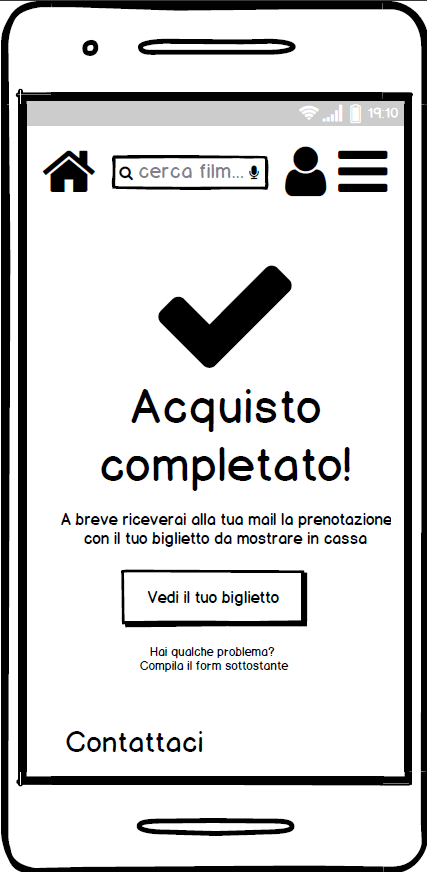 19:10
cerca film...
Acquisto
completato!
A breve riceverai alla tua mail la prenotazione
con il tuo biglietto da mostrare in cassa
Vedi il tuo biglietto
Hai qualche problema?
Compila il form sottostante
Contattaci